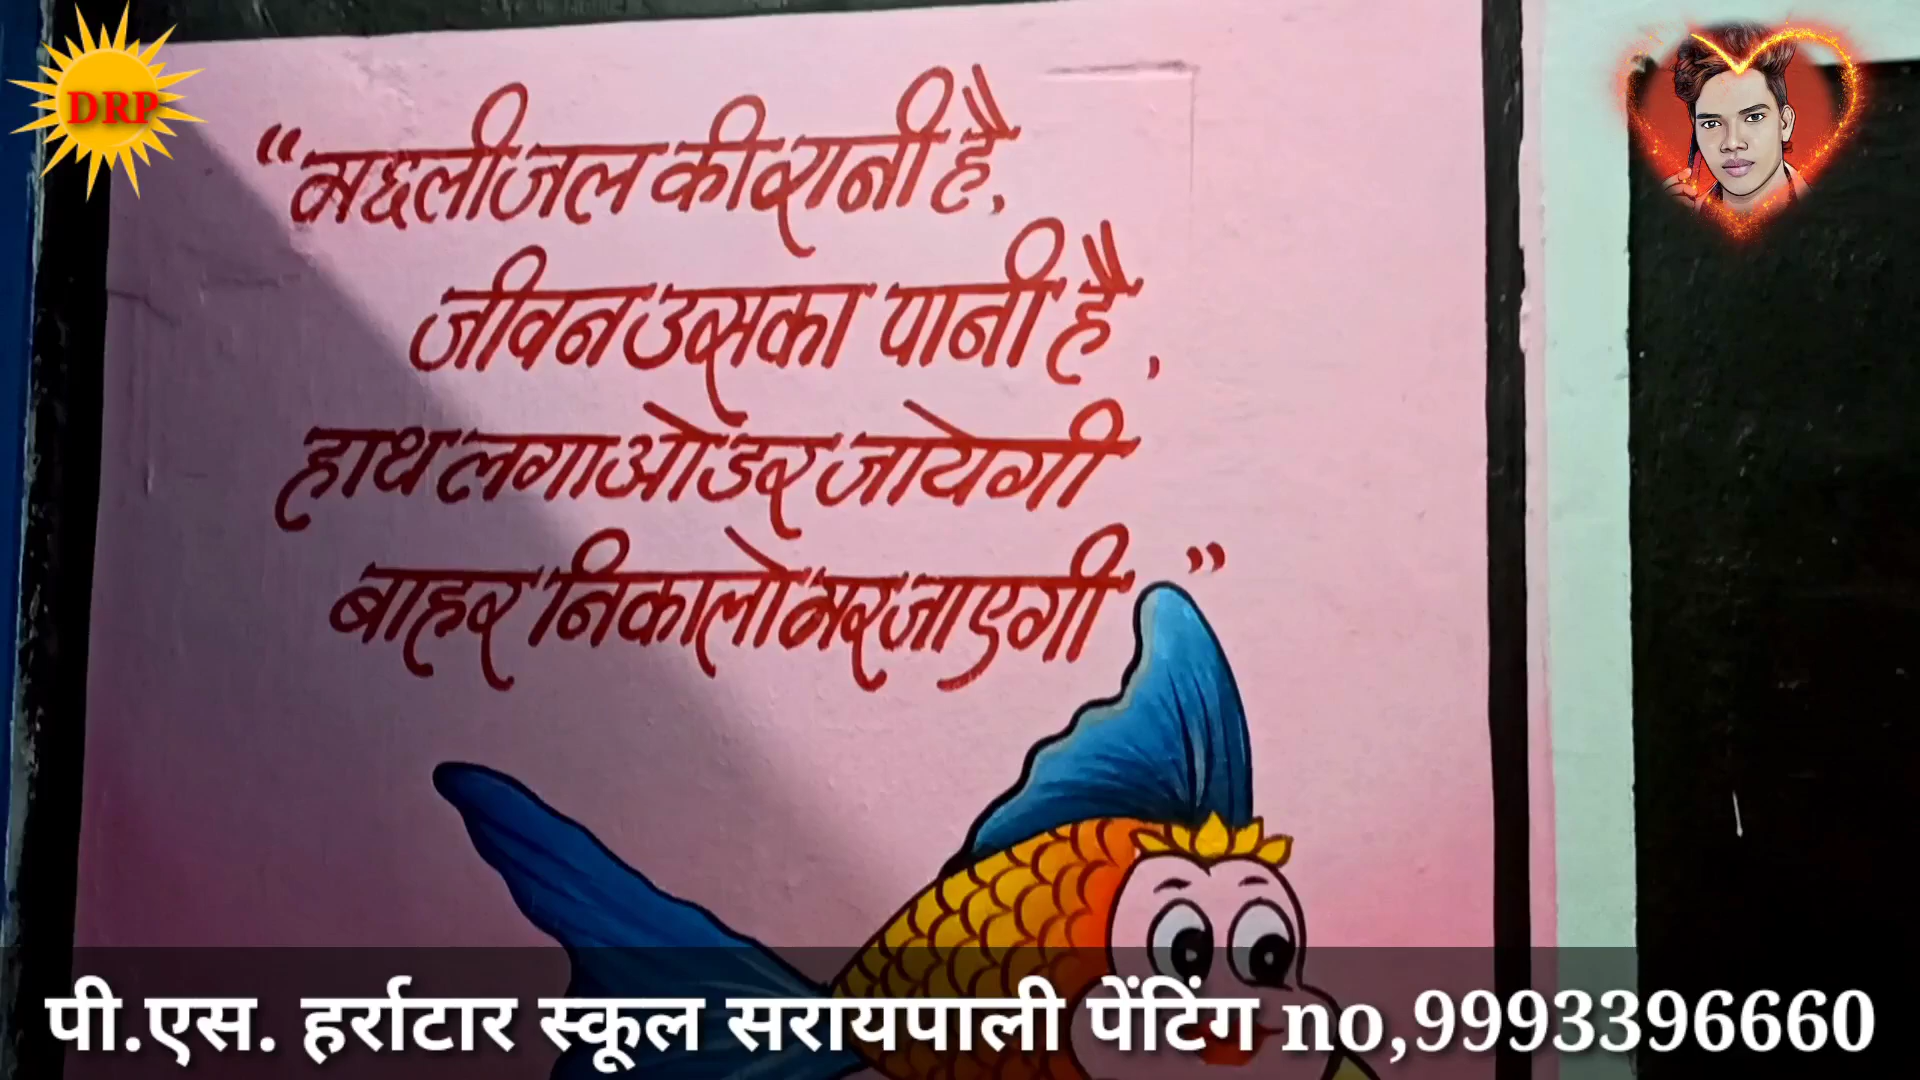 DRP
“मछली जल की रानी है,
जीवन उसका पानी है,
हाथ लगाओ डर जायेगी
बाहर निकालो मर जाएगी”
पी.एस. हर्राटार स्कूल सरायपाली पेंटिंग no,9993396660